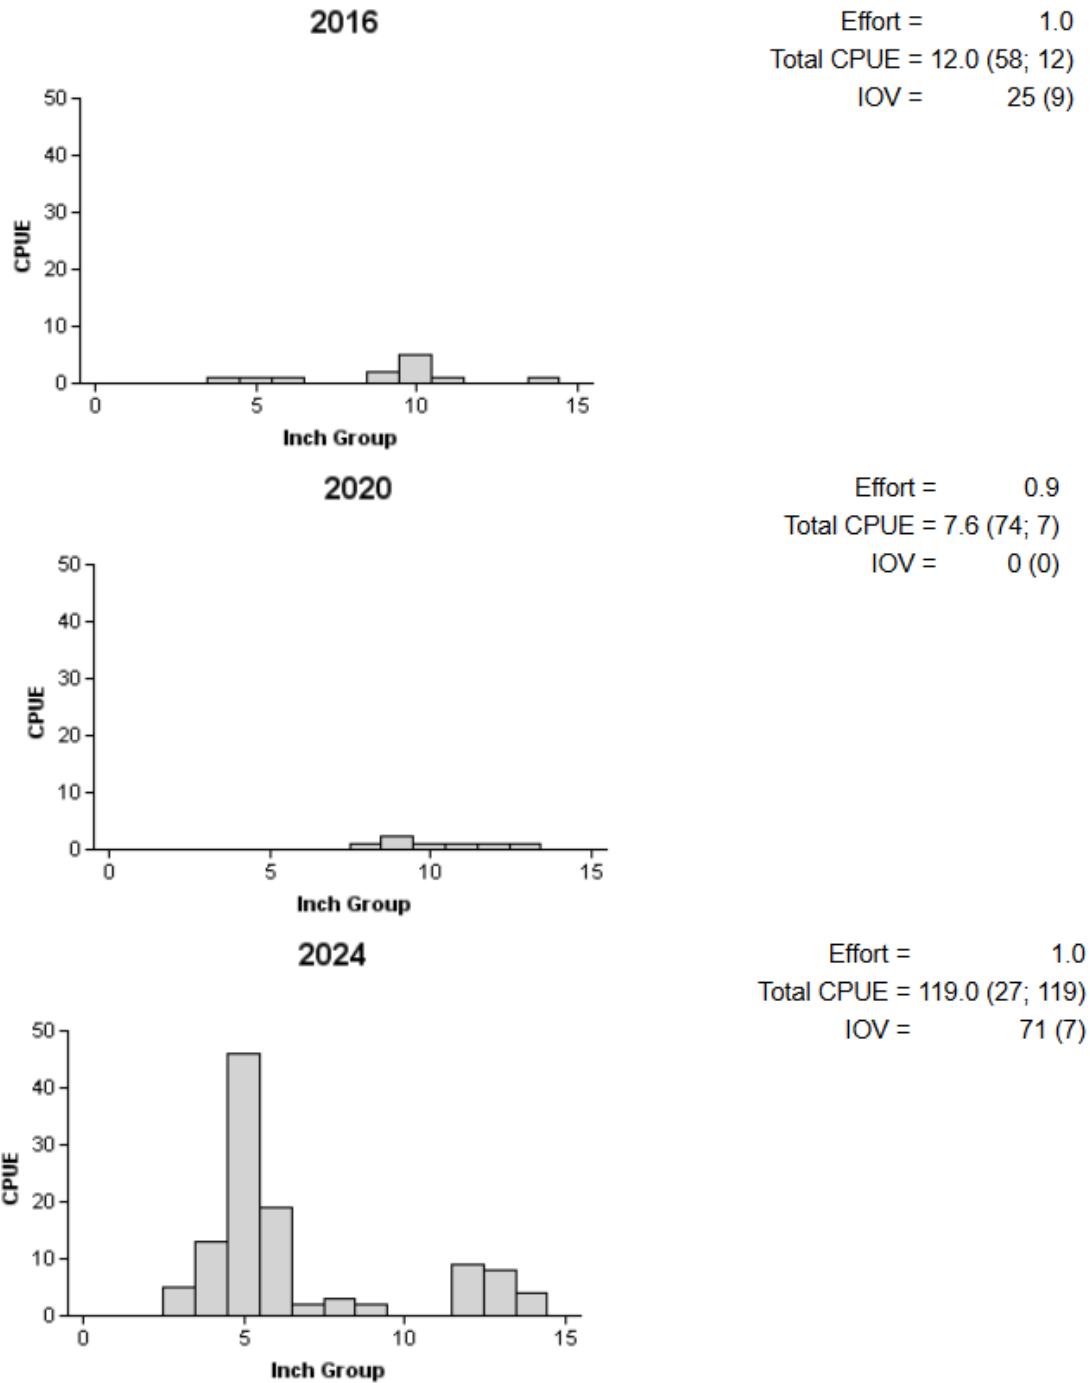 2016
Effort = 1.0
Total CPUE = 12.0 (58; 12)
IOV = 25 (9)
50
40
30
20
10
0
CPUE
0 5 10 15
Inch Group
2020
Effort = 0.9
Total CPUE = 7.6 (74; 7)
IOV = 0 (0)
50
40
30
20
10
0
CPUE
0 5 10 15
Inch Group
2024
Effort = 1.0
Total CPUE = 119.0 (27; 119)
IOV = 71 (7)
50
40
30
20
10
0
CPUE
0 5 10 15
Inch Group